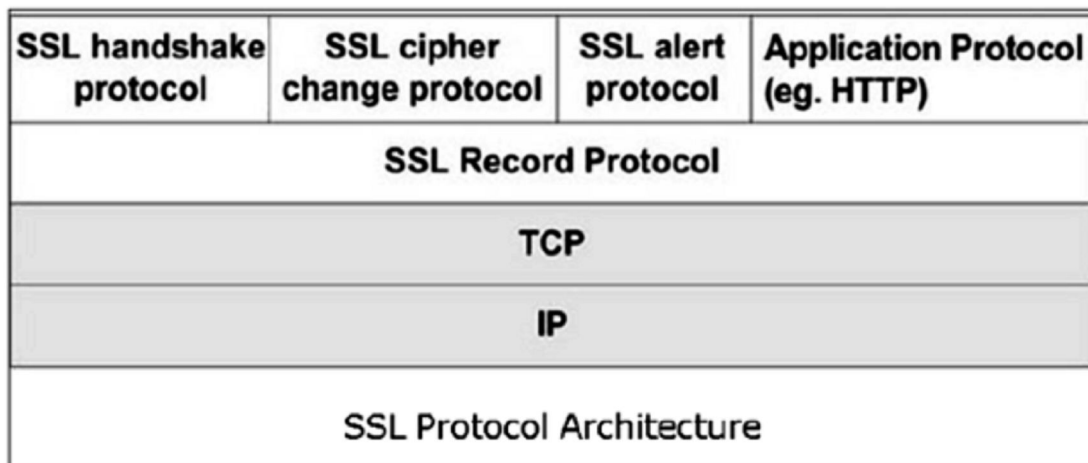 SSL handshake
protocol
SSL cipher
change protocol
SSL alert
protocol
Application Protocol
(eg. HTTP)
SSL Record Protocol
TCP
IP
SSL Protocol Architecture